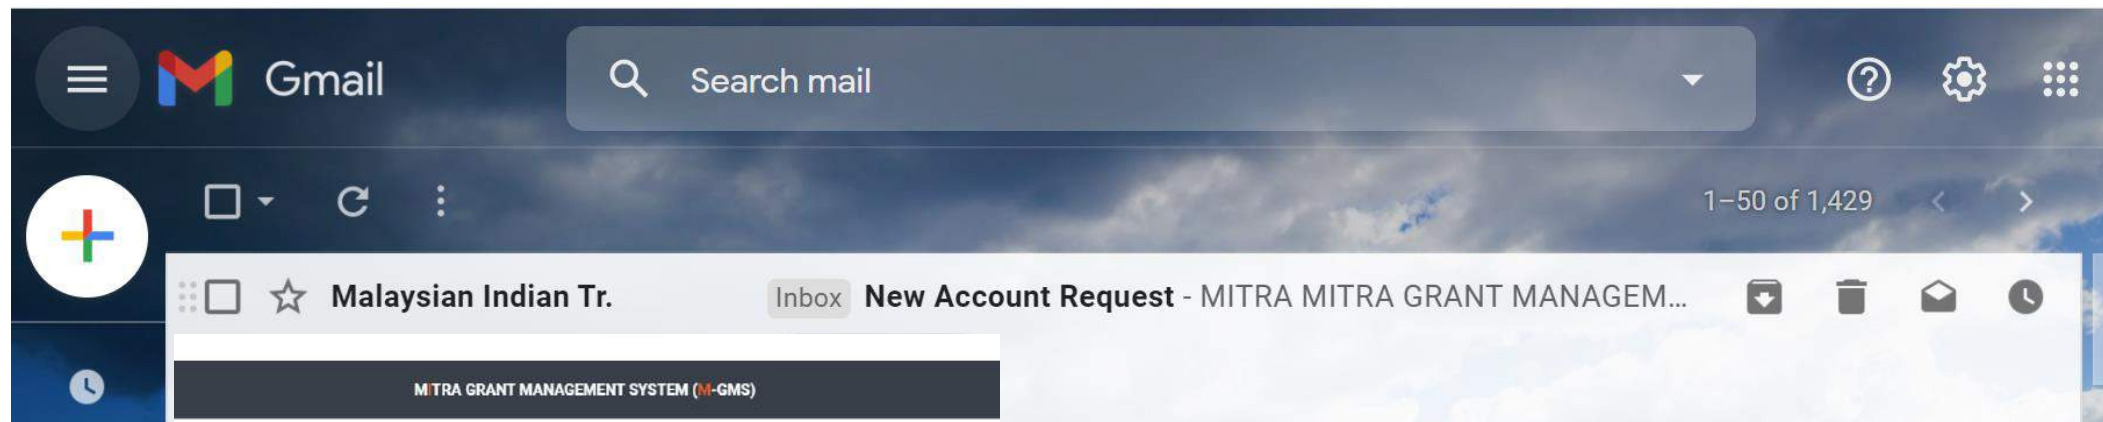 Gmail
Search mail
1–50 of 1,429
Malaysian Indian Tr. Inbox New Account Request - MITRA MITRA GRANT MANAGEM...
MITRA GRANT MANAGEMENT SYSTEM (M-GMS)